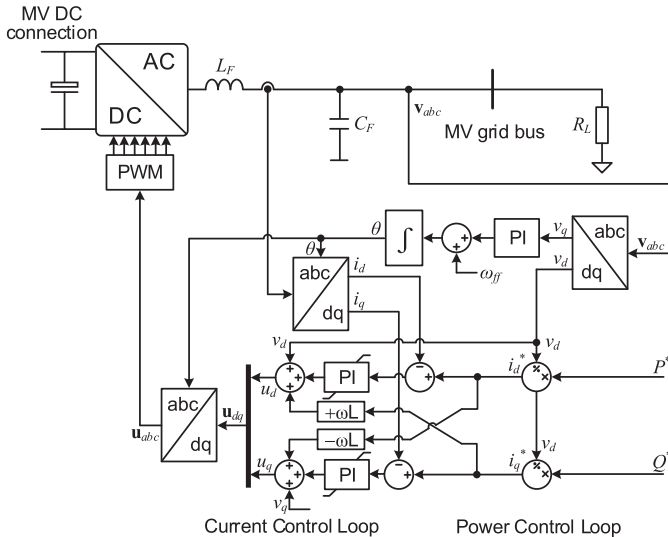 MV DC
connection
AC
DC
L_F
C_F
v_abc
MV grid bus
R_L
PWM
θ
∫
+
+
ω_ff
PI
v_q
v_d
abc
dq
v_abc
θ
abc
dq
i_d
i_q
v_d
v_d
P*
+
+
+
u_d
PI
−
+
i_d*
%
×
+ωL
abc
dq
u_abc
u_dq
−ωL
v_d
u_q
+
+
+
PI
−
+
i_q*
%
×
Q*
v_q
Current Control Loop
Power Control Loop